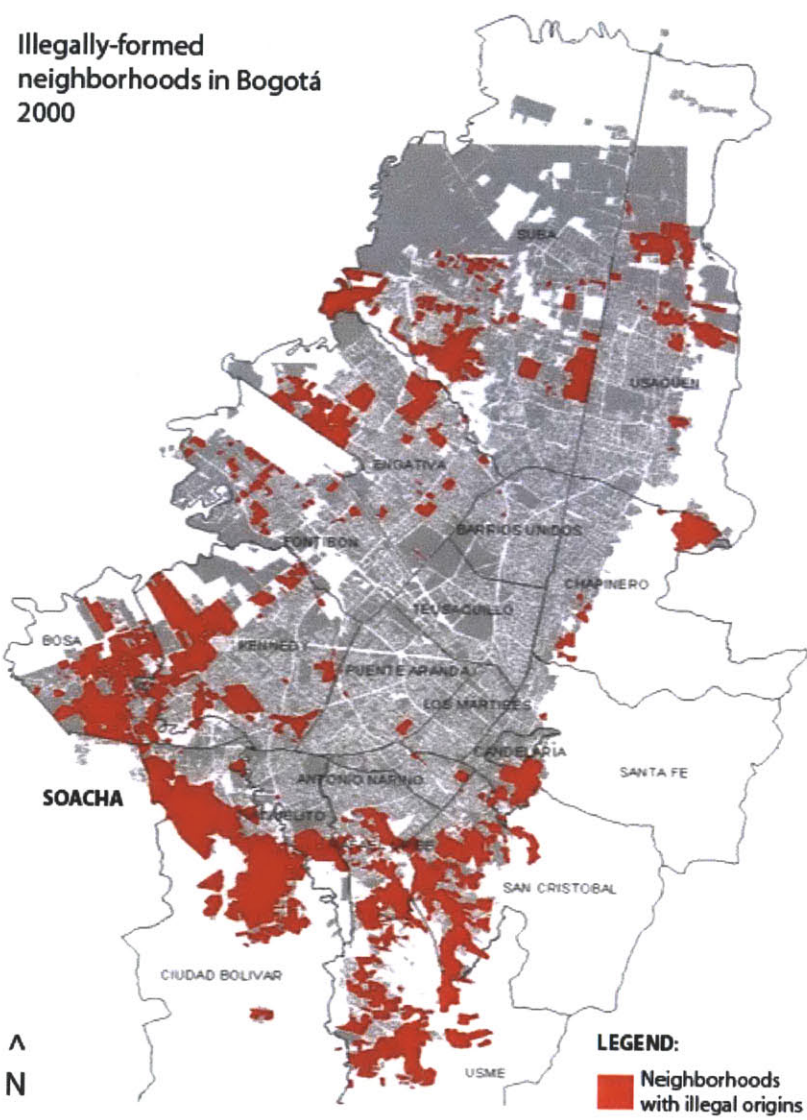 Illegally-formed
neighborhoods in Bogotá
2000
SUBA
USAQUEN
ENGATIVA
BARRIOS UNIDOS
FONTIBON
CHAPINERO
TEUSAQUILLO
BOSA
KENNEDY
PUENTE ARANDA
LOS MARTIRES
CANDELARIA
SANTA FE
ANTONIO NARIÑO
SOACHA
SAN CRISTOBAL
CIUDAD BOLIVAR
USME
^
N
LEGEND:
Neighborhoods
with illegal origins